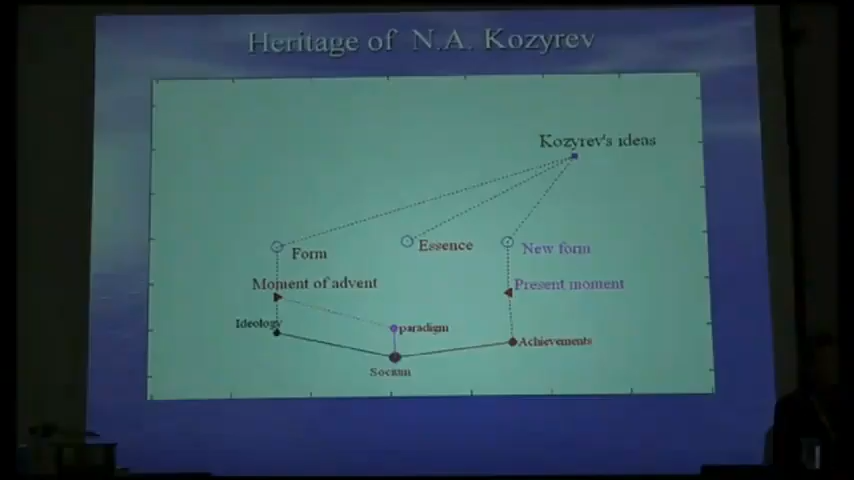 Heritage of N.A. Kozyrev
Kozyrev's ideas
Form
Essence
New form
Moment of advent
Present moment
Ideology
paradigm
Achievements
Socium